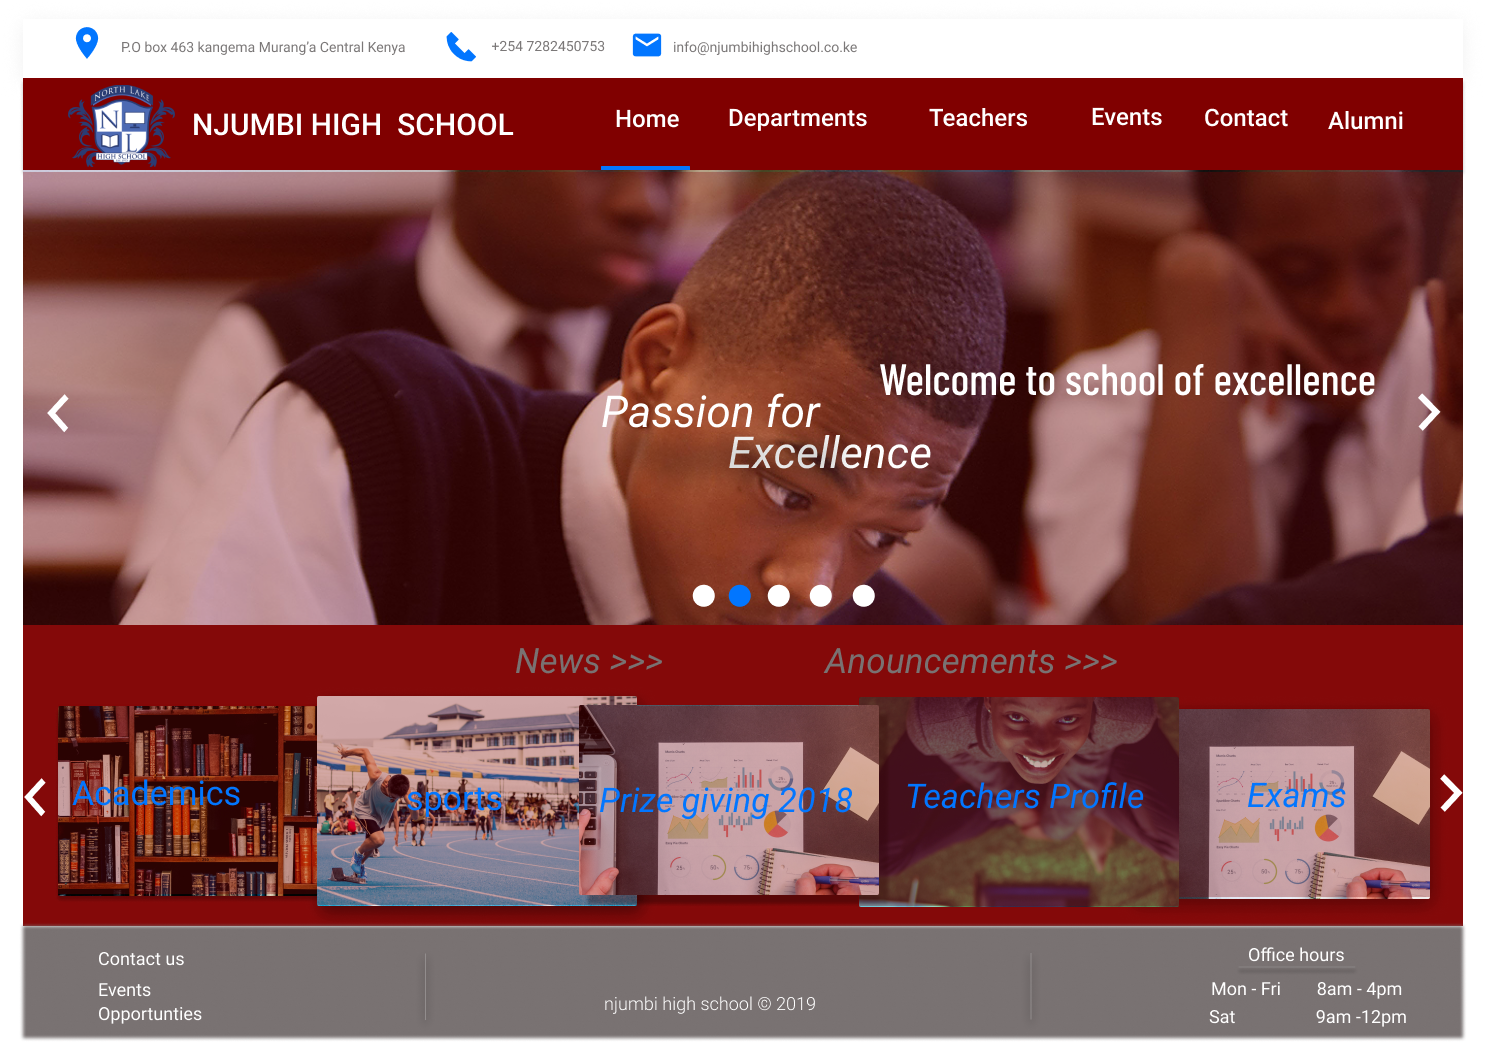 P.O box 463 kangema Murang'a Central Kenya
+254 7282450753
info@njumbihighschool.co.ke
NORTH LAKE
N
L
HIGH SCHOOL
NJUMBI HIGH SCHOOL
Home
Departments
Teachers
Events
Contact
Alumni
Welcome to school of excellence
Passion for
Excellence
News >>>
Anouncements >>>
Academics
sports
Prize giving 2018
Teachers Profile
Exams
Contact us
Events
Opportunties
njumbi high school © 2019
Office hours
Mon - Fri 8am - 4pm
Sat 9am -12pm